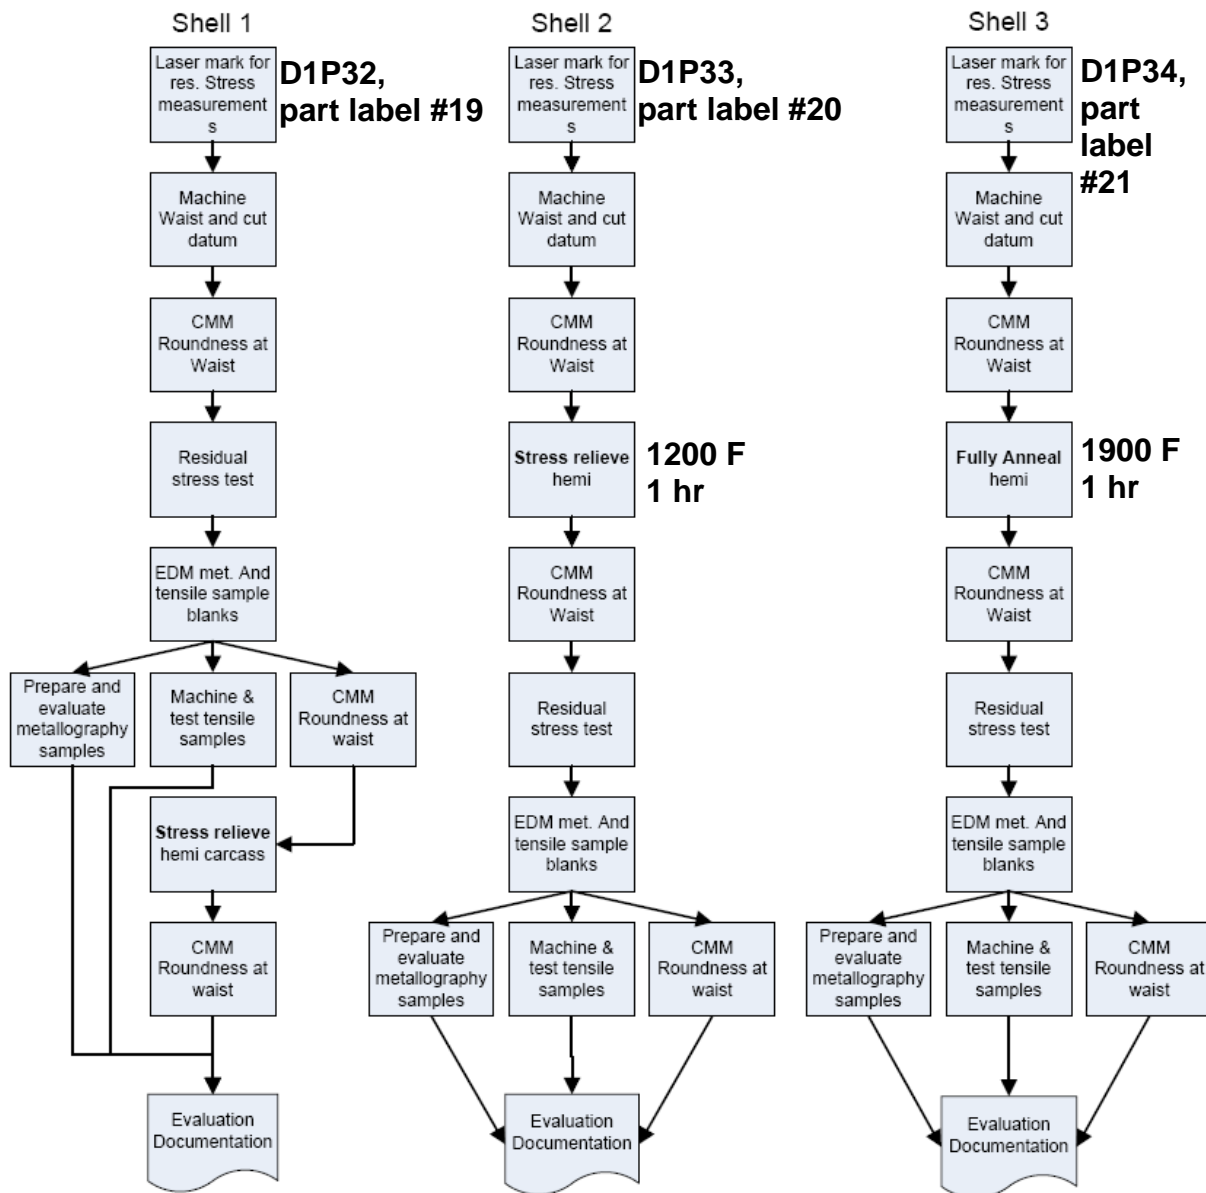 Shell 1
Laser mark for
res. Stress
measurement
s
D1P32,
part label #19
Machine
Waist and cut
datum
CMM
Roundness at
Waist
Residual
stress test
EDM met. And
tensile sample
blanks
Prepare and
evaluate
metallography
samples
Machine &
test tensile
samples
CMM
Roundness at
waist
Stress relieve
hemi carcass
CMM
Roundness at
waist
Evaluation
Documentation
Shell 2
Laser mark for
res. Stress
measurement
s
D1P33,
part label #20
Machine
Waist and cut
datum
CMM
Roundness at
Waist
Stress relieve
hemi
1200 F
1 hr
CMM
Roundness at
Waist
Residual
stress test
EDM met. And
tensile sample
blanks
Prepare and
evaluate
metallography
samples
Machine &
test tensile
samples
CMM
Roundness at
waist
Evaluation
Documentation
Shell 3
Laser mark for
res. Stress
measurement
s
D1P34,
part
label
#21
Machine
Waist and cut
datum
CMM
Roundness at
Waist
Fully Anneal
hemi
1900 F
1 hr
CMM
Roundness at
Waist
Residual
stress test
EDM met. And
tensile sample
blanks
Prepare and
evaluate
metallography
samples
Machine &
test tensile
samples
CMM
Roundness at
waist
Evaluation
Documentation